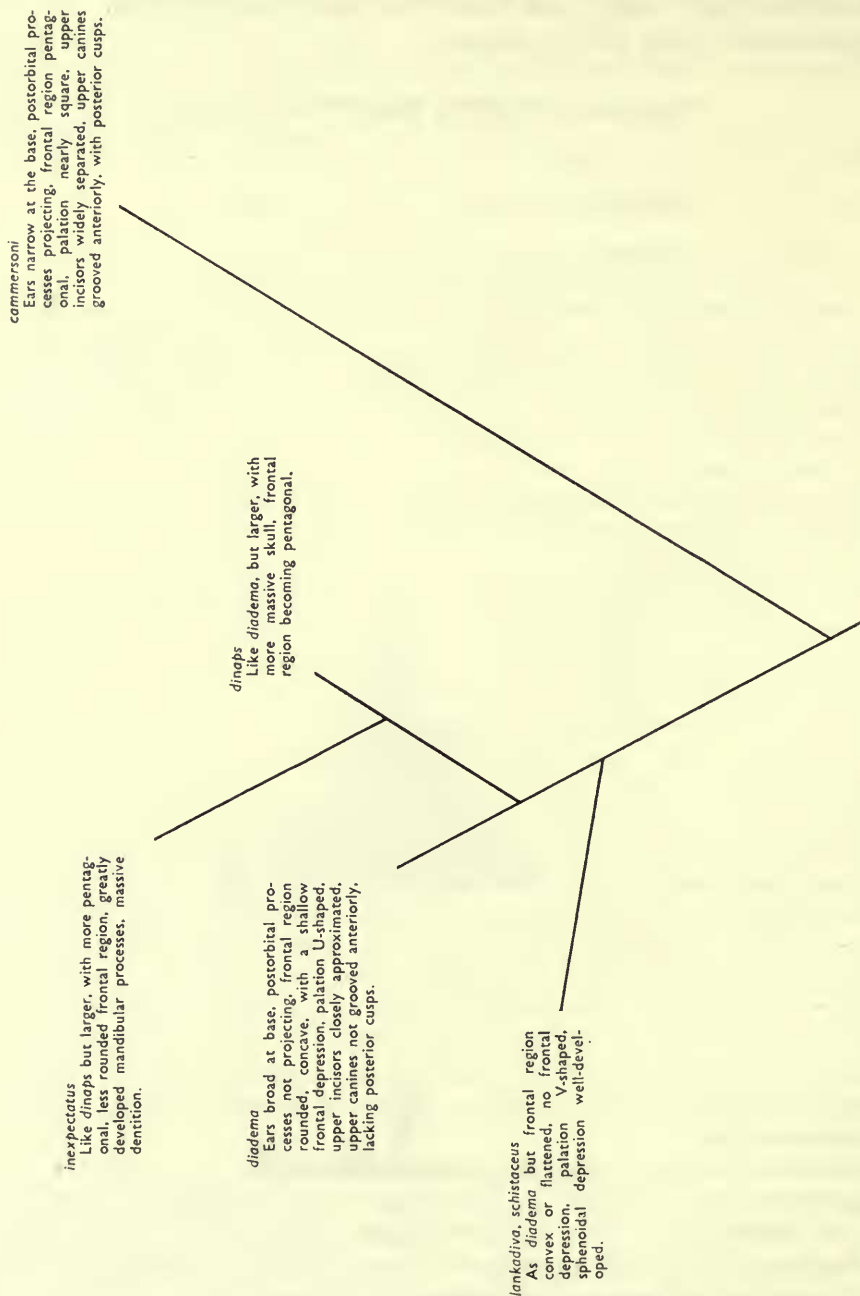 cammersoni
Ears narrow at the base, postorbital pro-
cesses projecting, frontal region pentag-
onal, palation nearly square, upper
incisors widely separated, upper canines
grooved anteriorly, with posterior cusps.
dinaps
Like diadema, but larger, with
more massive skull, frontal
region becoming pentagonal.
inexpectatus
Like dinaps but larger, with more pentag-
onal, less rounded frontal region, greatly
developed mandibular processes, massive
dentition.
diadema
Ears broad at base, postorbital pro-
cesses not projecting, frontal region
rounded, concave, with a shallow
frontal depression, palation U-shaped,
upper incisors closely approximated,
upper canines not grooved anteriorly,
lacking posterior cusps.
lankadiva, schistaceus
As diadema but frontal region
convex or flattened, no frontal
depression, palation V-shaped,
sphenoidal depression well-devel-
oped.